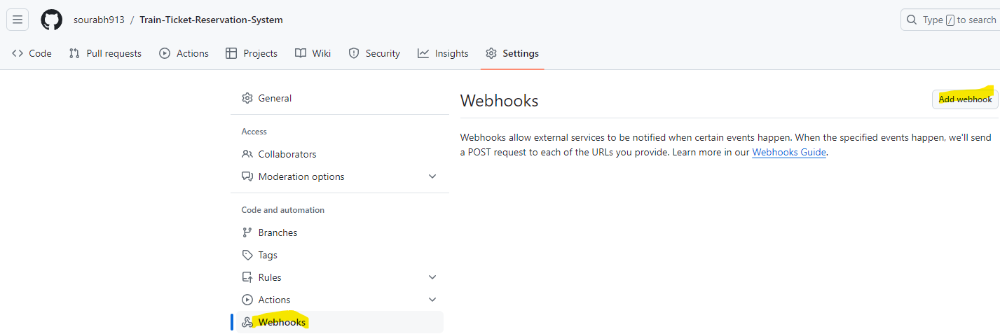 sourabh913 / Train-Ticket-Reservation-System
Type / to search
Code Pull requests Actions Projects Wiki Security Insights Settings
General
Access
Collaborators
Moderation options
Code and automation
Branches
Tags
Rules
Actions
Webhooks
Webhooks
Add webhook
Webhooks allow external services to be notified when certain events happen. When the specified events happen, we'll send
a POST request to each of the URLs you provide. Learn more in our Webhooks Guide.